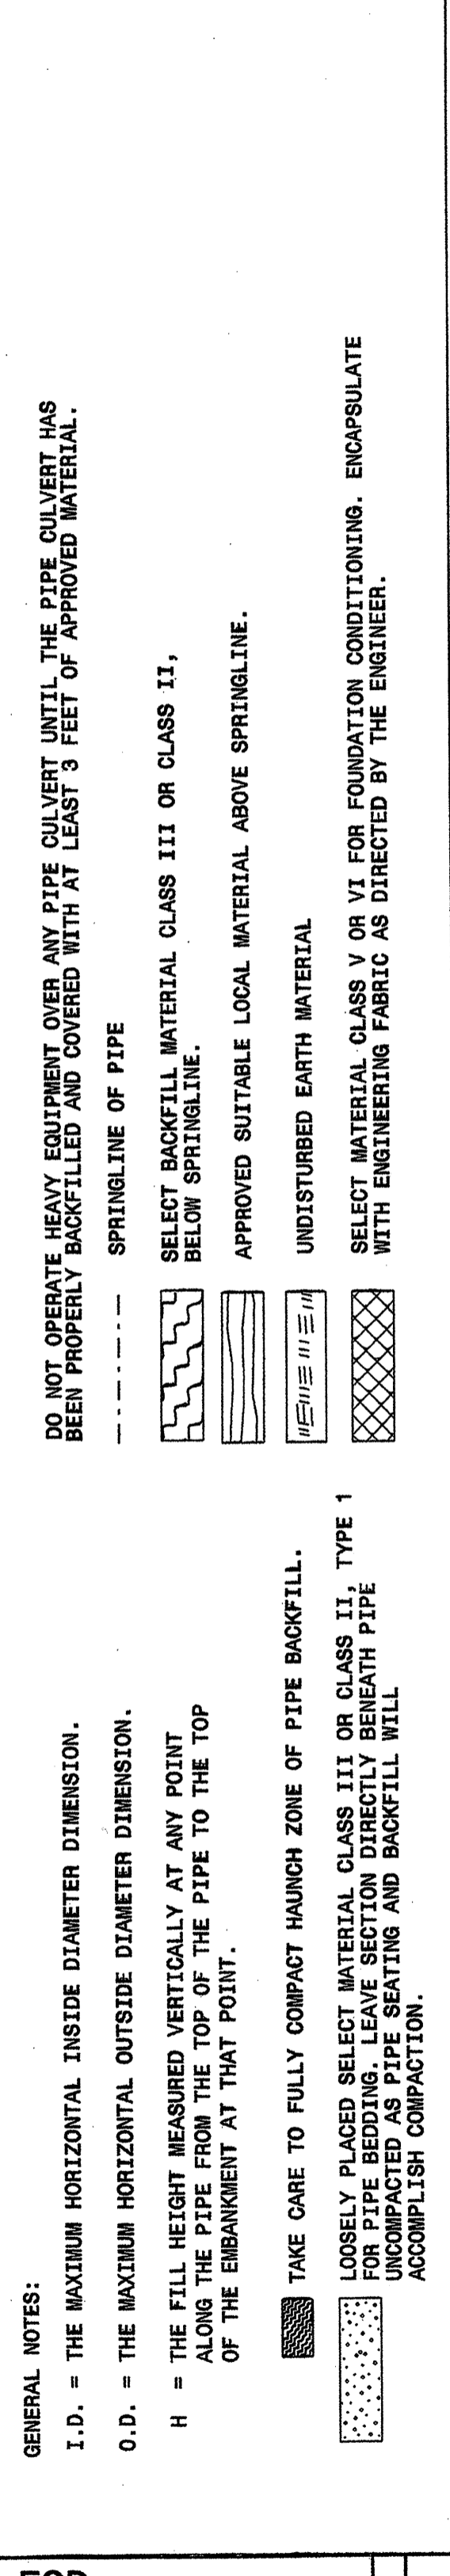 GENERAL NOTES:
I.D. = THE MAXIMUM HORIZONTAL INSIDE DIAMETER DIMENSION.
O.D. = THE MAXIMUM HORIZONTAL OUTSIDE DIAMETER DIMENSION.
H = THE FILL HEIGHT MEASURED VERTICALLY AT ANY POINT
ALONG THE PIPE FROM THE TOP OF THE PIPE TO THE TOP
OF THE EMBANKMENT AT THAT POINT.
TAKE CARE TO FULLY COMPACT HAUNCH ZONE OF PIPE BACKFILL.
LOOSELY PLACED SELECT MATERIAL CLASS III OR CLASS II, TYPE 1
FOR PIPE BEDDING. LEAVE SECTION DIRECTLY BENEATH PIPE
UNCOMPACTED AS PIPE SEATING AND BACKFILL WILL
ACCOMPLISH COMPACTION.
DO NOT OPERATE HEAVY EQUIPMENT OVER ANY PIPE CULVERT UNTIL THE PIPE CULVERT HAS
BEEN PROPERLY BACKFILLED AND COVERED WITH AT LEAST 3 FEET OF APPROVED MATERIAL.
SPRINGLINE OF PIPE
SELECT BACKFILL MATERIAL CLASS III OR CLASS II,
BELOW SPRINGLINE.
APPROVED SUITABLE LOCAL MATERIAL ABOVE SPRINGLINE.
UNDISTURBED EARTH MATERIAL
SELECT MATERIAL CLASS V OR VI FOR FOUNDATION CONDITIONING. ENCAPSULATE
WITH ENGINEERING FABRIC AS DIRECTED BY THE ENGINEER.